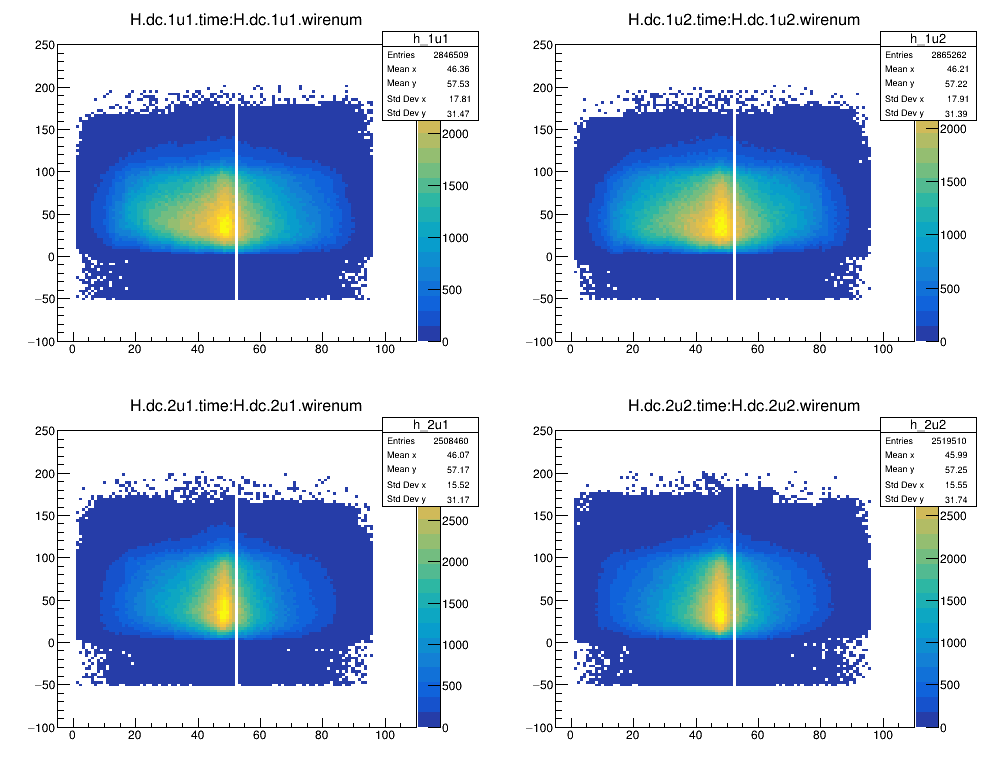 H.dc.1u1.time:H.dc.1u1.wirenum
h_1u1
Entries 2846509
Mean x 46.36
Mean y 57.53
Std Dev x 17.81
Std Dev y 31.47
250
200
150
100
50
0
−50
−100
0 20 40 60 80 100
2000
1500
1000
500
0
H.dc.1u2.time:H.dc.1u2.wirenum
h_1u2
Entries 2865262
Mean x 46.21
Mean y 57.22
Std Dev x 17.91
Std Dev y 31.39
250
200
150
100
50
0
−50
−100
0 20 40 60 80 100
2000
1500
1000
500
0
H.dc.2u1.time:H.dc.2u1.wirenum
h_2u1
Entries 2508460
Mean x 46.07
Mean y 57.17
Std Dev x 15.52
Std Dev y 31.17
250
200
150
100
50
0
−50
−100
0 20 40 60 80 100
2500
2000
1500
1000
500
0
H.dc.2u2.time:H.dc.2u2.wirenum
h_2u2
Entries 2519510
Mean x 45.99
Mean y 57.25
Std Dev x 15.55
Std Dev y 31.74
250
200
150
100
50
0
−50
−100
0 20 40 60 80 100
2500
2000
1500
1000
500
0